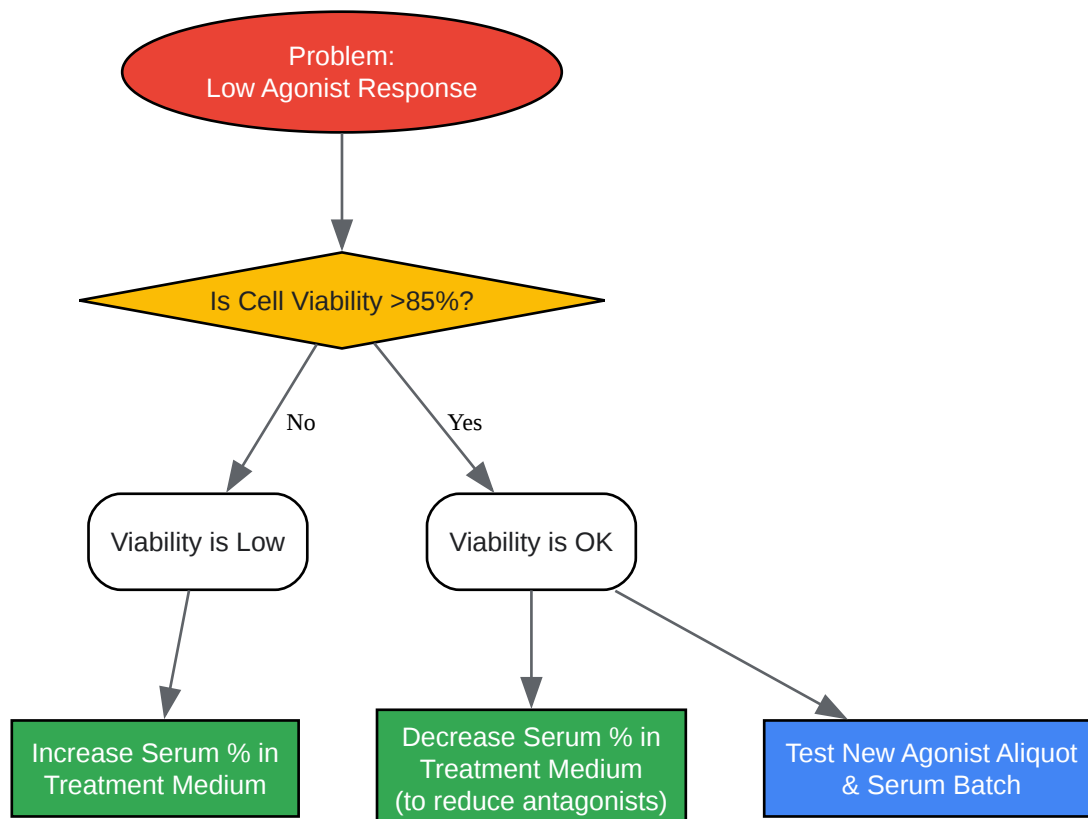 Problem:
Low Agonist Response
Is Cell Viability >85%?
No
Yes
Viability is Low
Viability is OK
Increase Serum % in
Treatment Medium
Decrease Serum % in
Treatment Medium
(to reduce antagonists)
Test New Agonist Aliquot
& Serum Batch